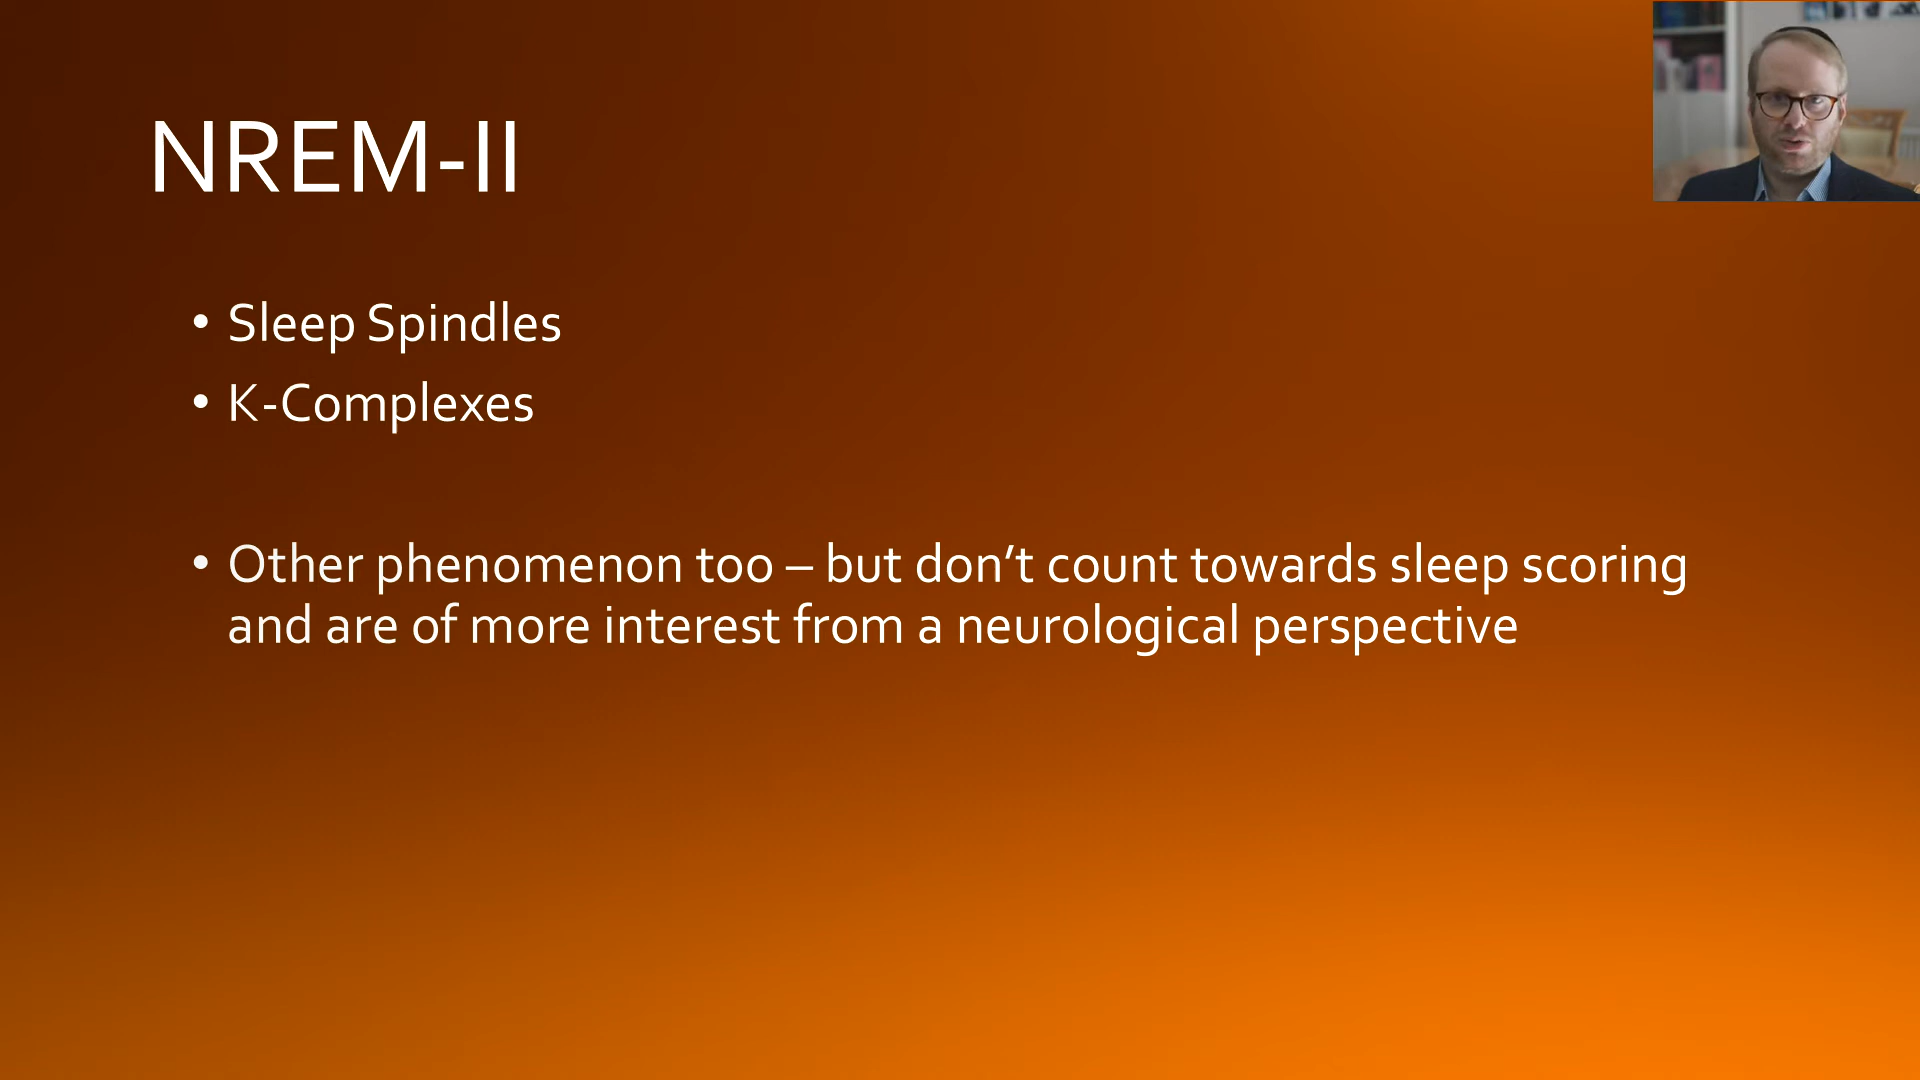 NREM-II
• Sleep Spindles
• K-Complexes
• Other phenomenon too – but don’t count towards sleep scoring
and are of more interest from a neurological perspective